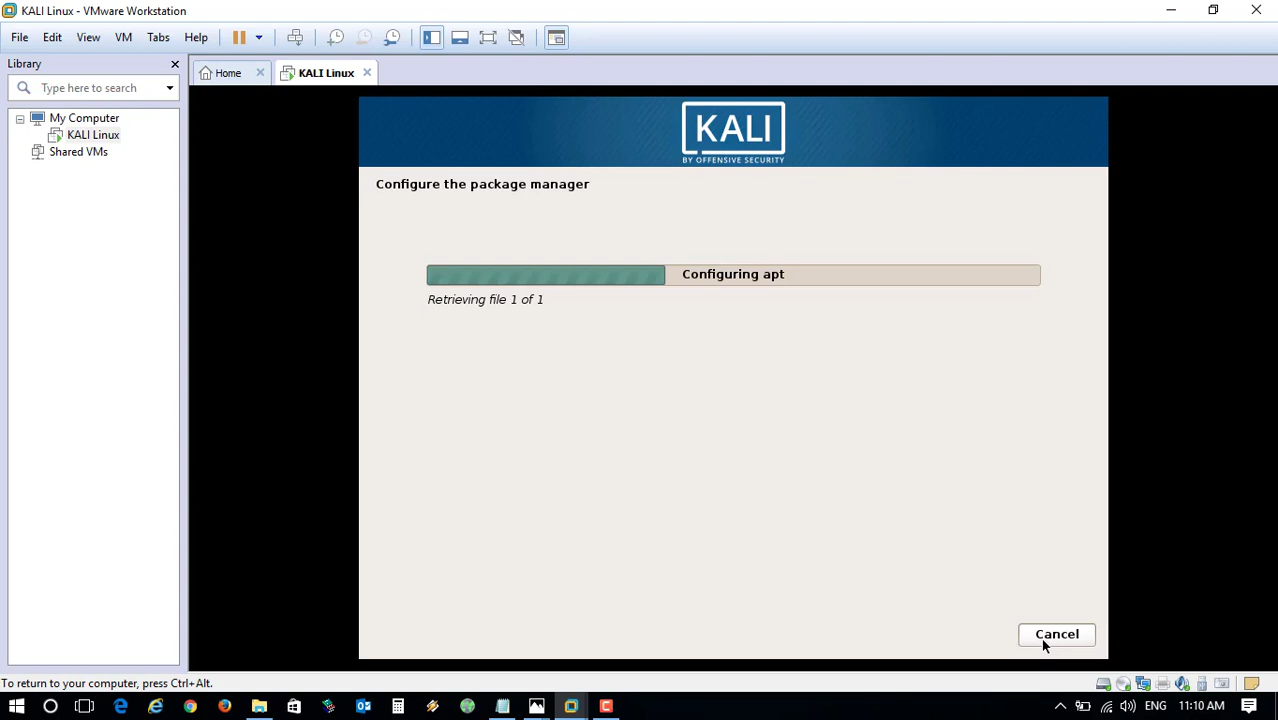 KALI Linux - VMware Workstation
File Edit View VM Tabs Help
Library
Type here to search
My Computer
KALI Linux
Shared VMs
Home
KALI Linux
KALI
BY OFFENSIVE SECURITY
Configure the package manager
Configuring apt
Retrieving file 1 of 1
Cancel
To return to your computer, press Ctrl+Alt.
ENG 11:10 AM